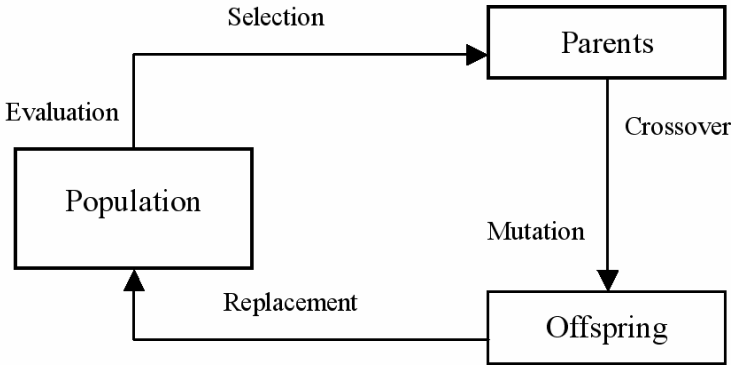 Selection
Parents
Evaluation
Crossover
Population
Mutation
Replacement
Offspring